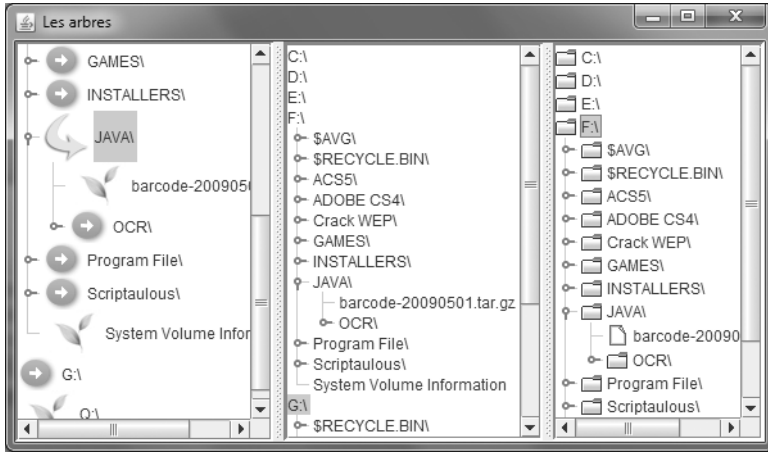 Les arbres
GAMES\
INSTALLERS\
JAVA\
barcode-2009050
OCR\
Program File\
Scriptaulous\
System Volume Infor
G:\
Q:\
C:\
D:\
E:\
F:\
$AVG\
$RECYCLE.BIN\
ACS5\
ADOBE CS4\
Crack WEP\
GAMES\
INSTALLERS\
JAVA\
barcode-20090501.tar.gz
OCR\
Program File\
Scriptaulous\
System Volume Information
G:\
$RECYCLE.BIN\
C:\
D:\
E:\
F:\
$AVG\
$RECYCLE.BIN\
ACS5\
ADOBE CS4\
Crack WEP\
GAMES\
INSTALLERS\
JAVA\
barcode-20090
OCR\
Program File\
Scriptaulous\